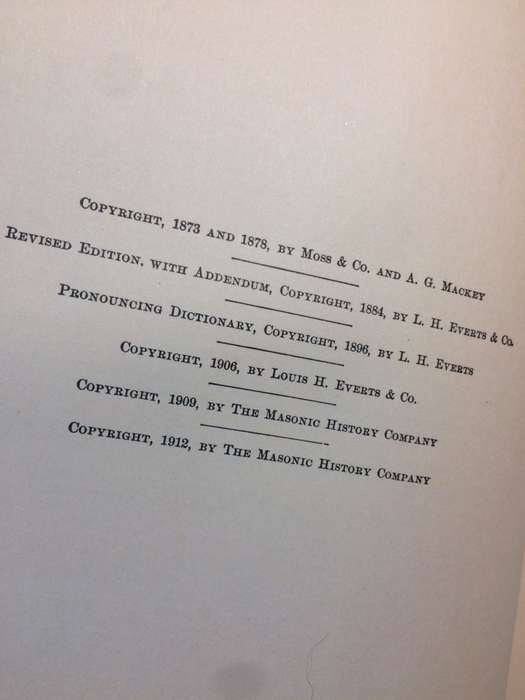 Copyright, 1873 and 1878, by Moss & Co. and A. G. Mackey
Revised Edition, with Addendum, Copyright, 1884, by L. H. Everts & Co.
Pronouncing Dictionary, Copyright, 1896, by L. H. Everts
Copyright, 1906, by Louis H. Everts & Co.
Copyright, 1909, by The Masonic History Company
Copyright, 1912, by The Masonic History Company